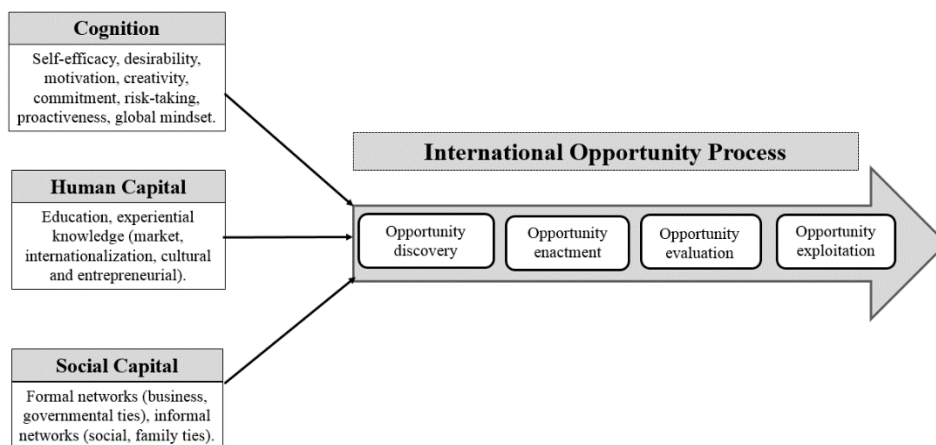 Cognition
Self-efficacy, desirability,
motivation, creativity,
commitment, risk-taking,
proactiveness, global mindset.
International Opportunity Process
Human Capital
Education, experiential
knowledge (market,
internationalization, cultural
and entrepreneurial).
Opportunity
discovery
Opportunity
enactment
Opportunity
evaluation
Opportunity
exploitation
Social Capital
Formal networks (business,
governmental ties), informal
networks (social, family ties).